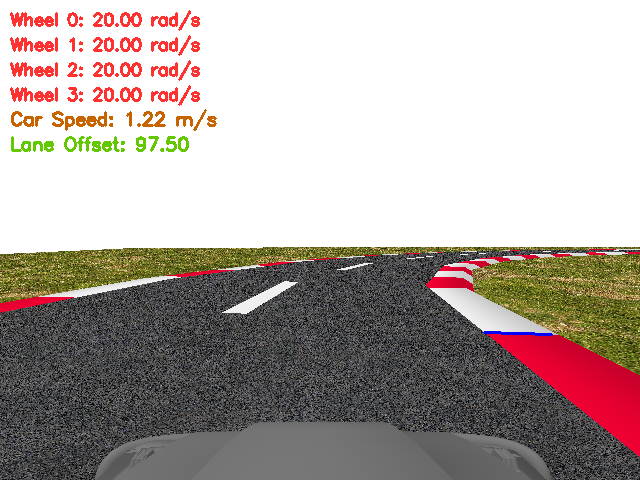 Wheel 0: 20.00 rad/s
Wheel 1: 20.00 rad/s
Wheel 2: 20.00 rad/s
Wheel 3: 20.00 rad/s
Car Speed: 1.22 m/s
Lane Offset: 97.50